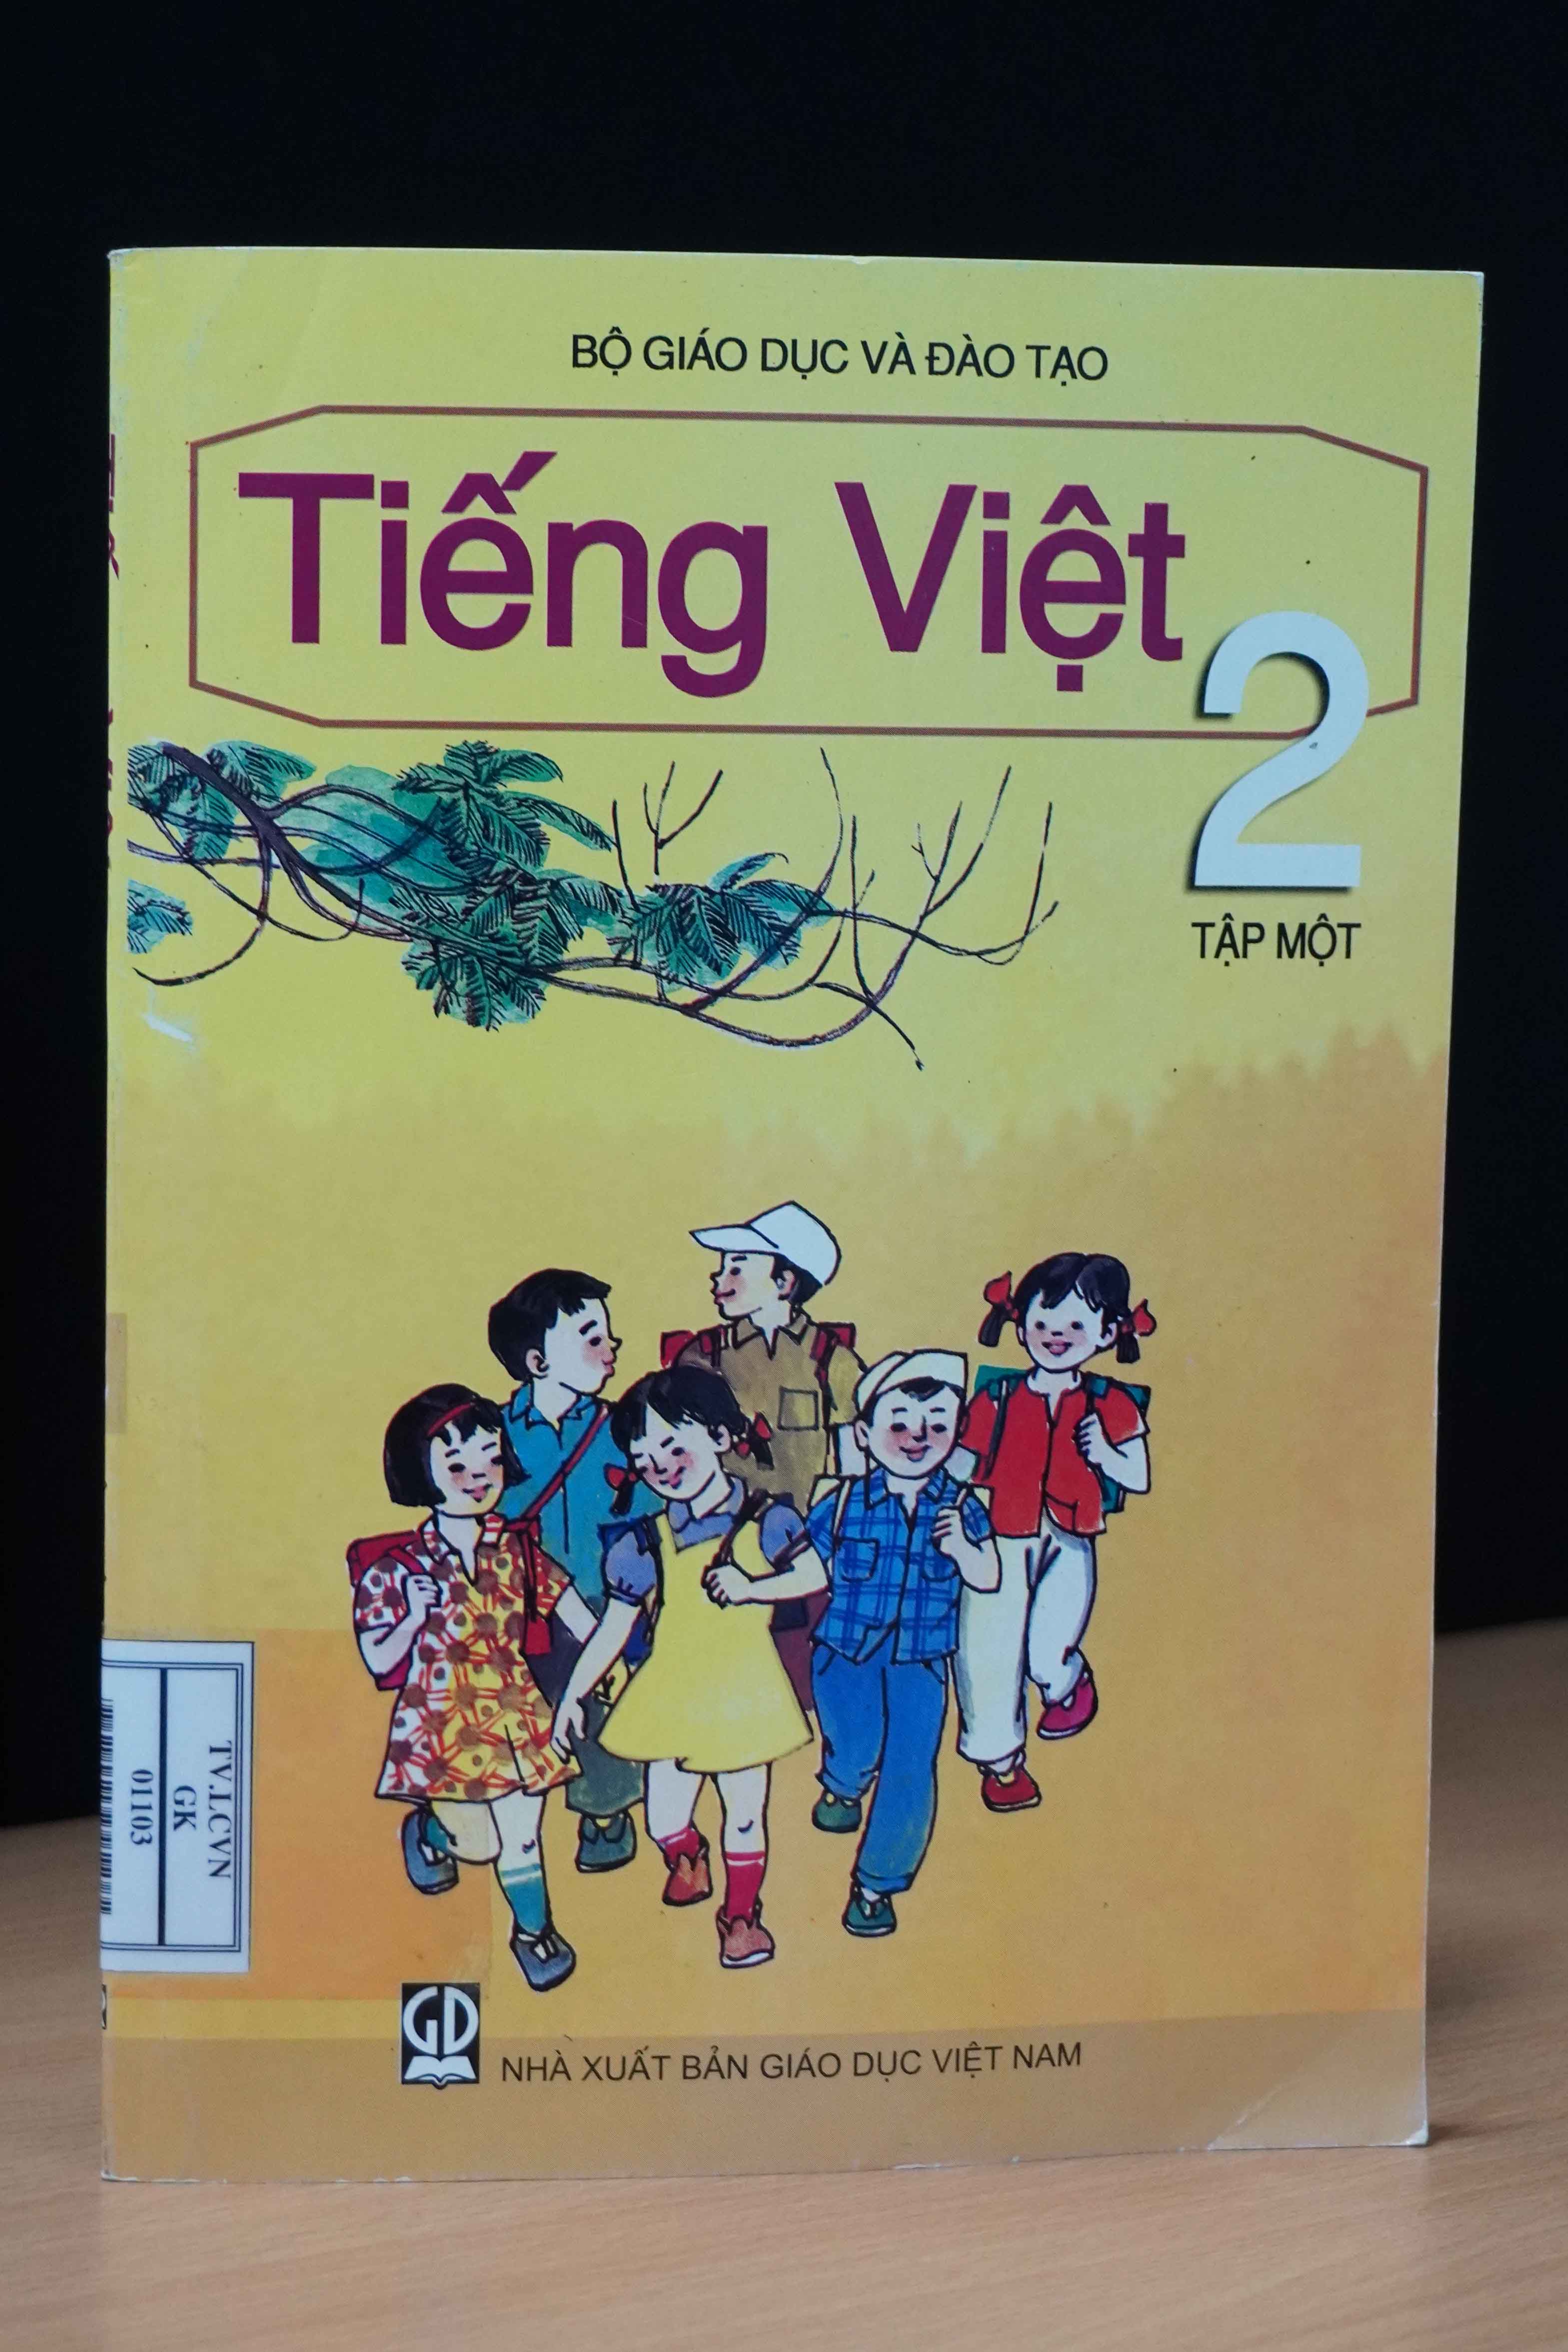 BỘ GIÁO DỤC VÀ ĐÀO TẠO
Tiếng Việt
2
TẬP MỘT
TV.LCVN
GK
01103
GD
NHÀ XUẤT BẢN GIÁO DỤC VIỆT NAM